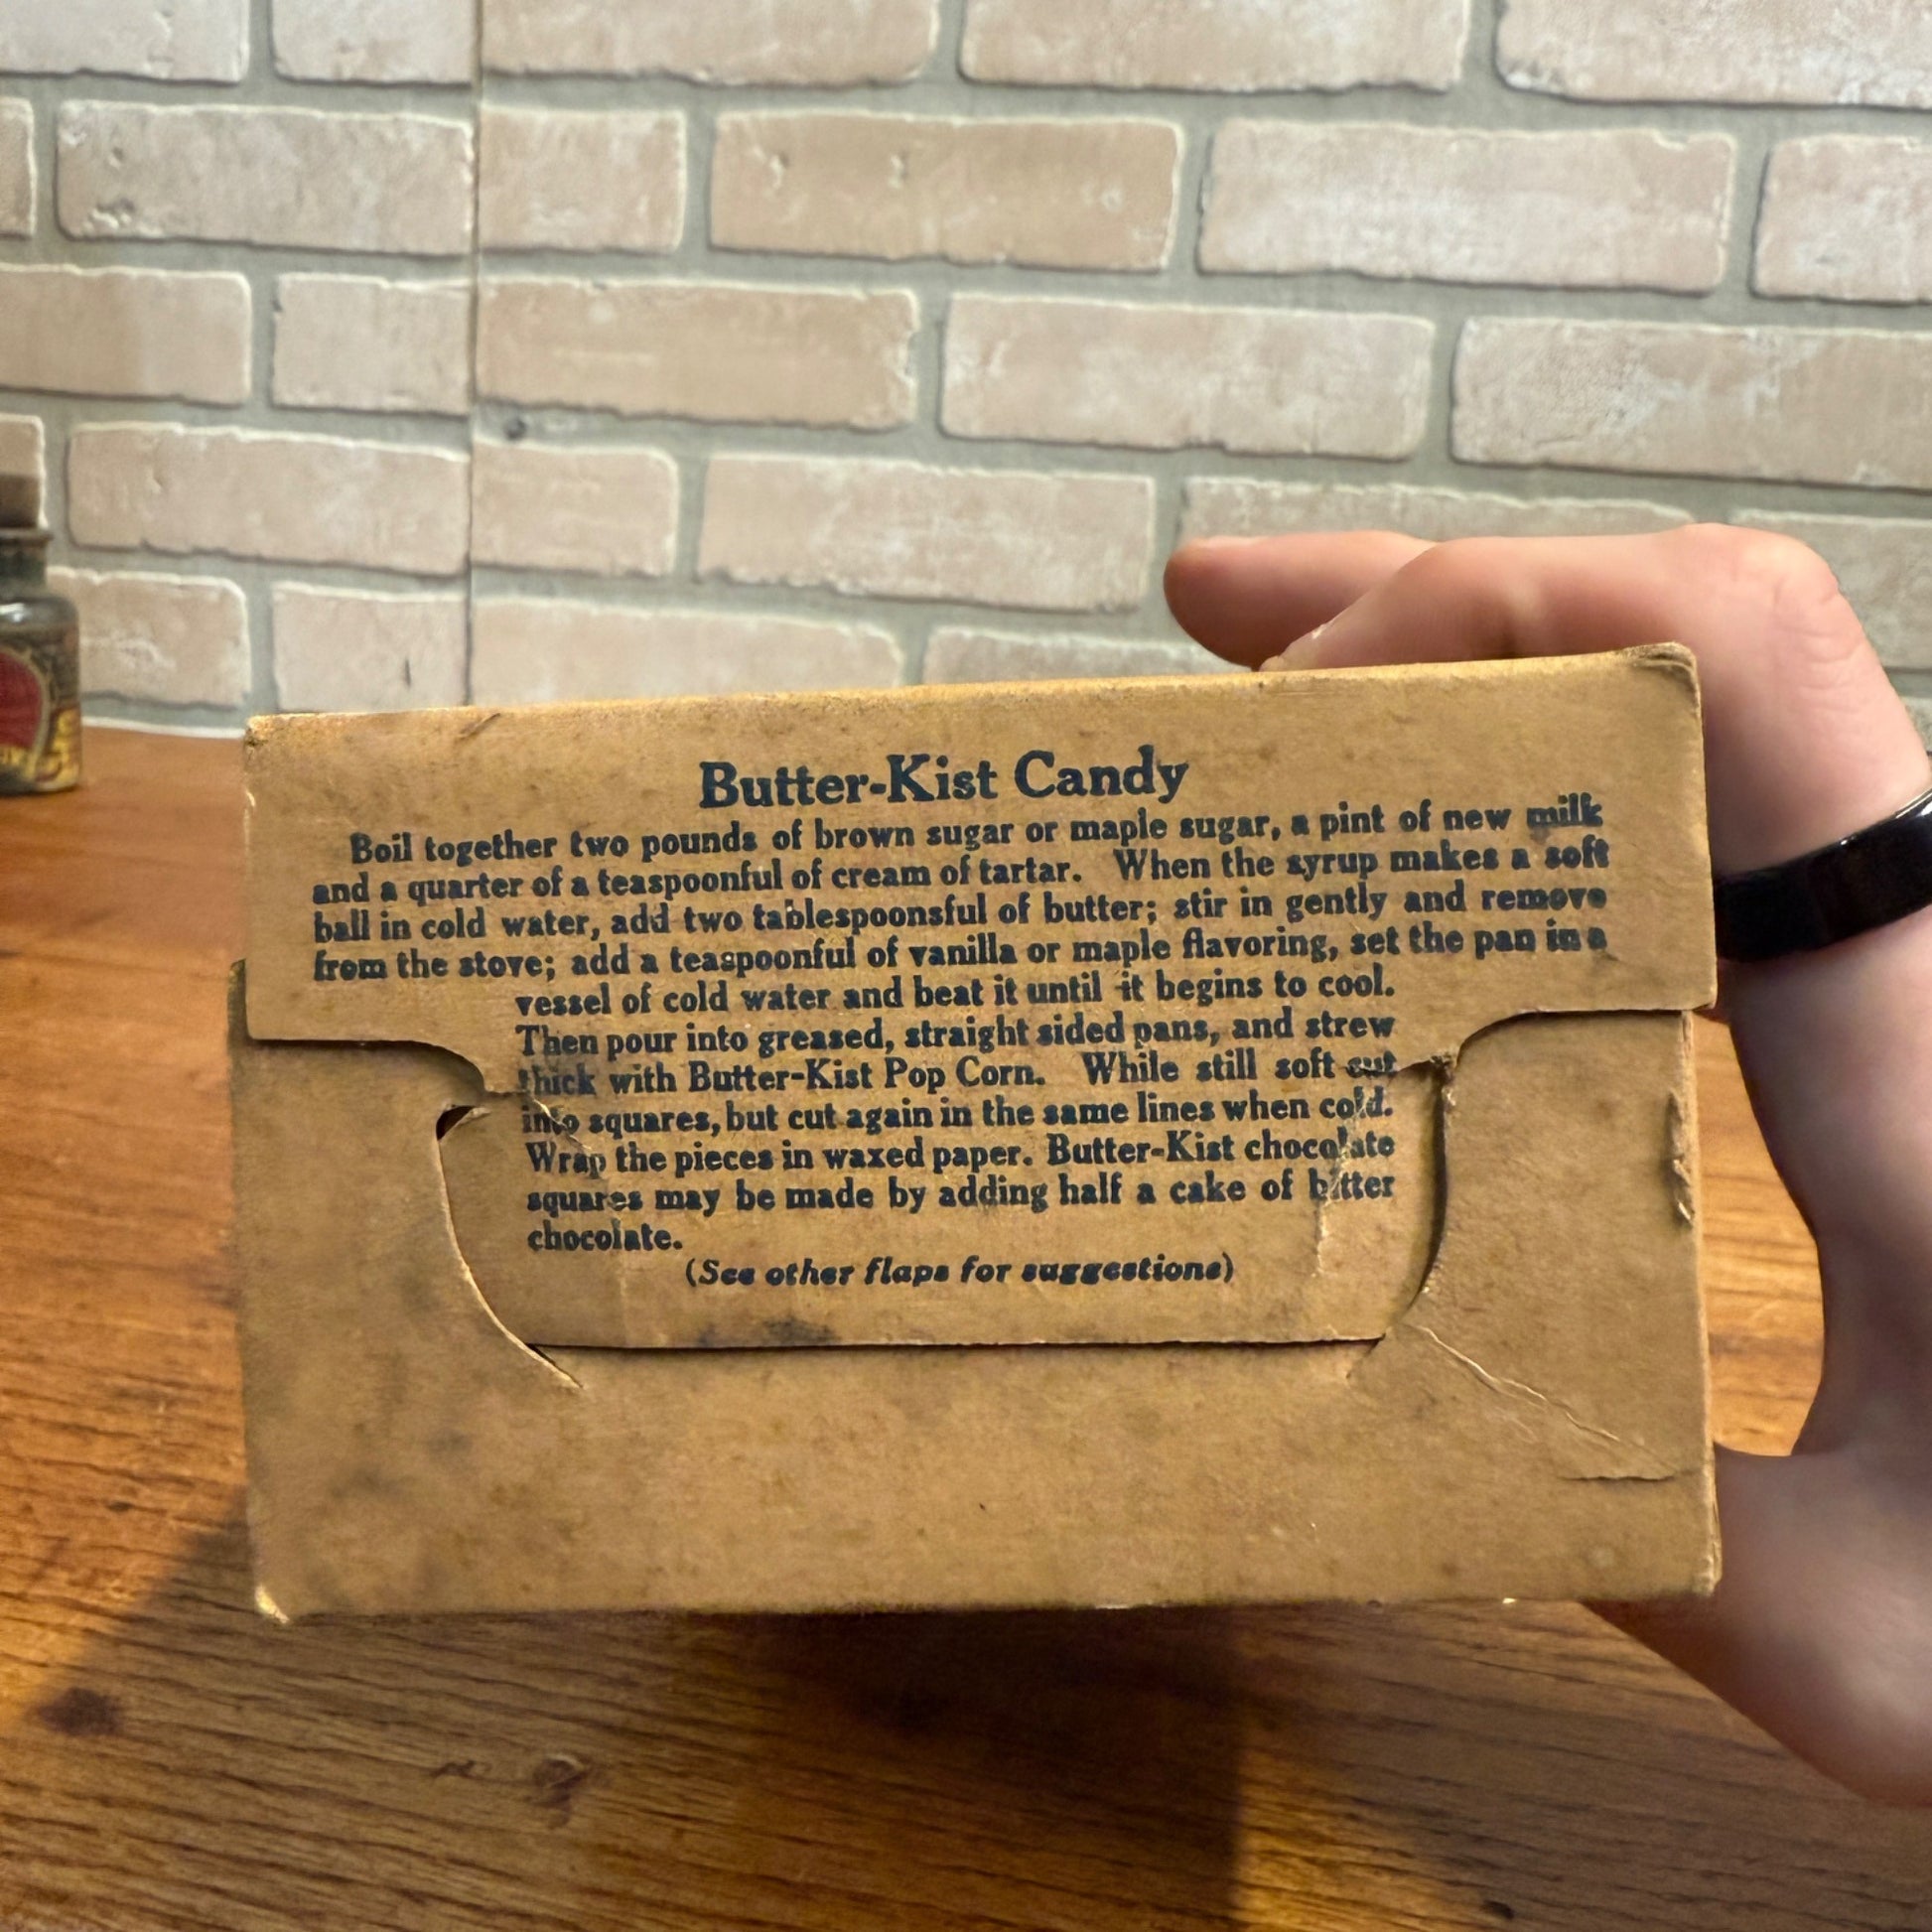 Butter-Kist Candy
Boil together two pounds of brown sugar or maple sugar, a pint of new milk
and a quarter of a teaspoonful of cream of tartar. When the syrup makes a soft
ball in cold water, add two tablespoonsful of butter; stir in gently and remove
from the stove; add a teaspoonful of vanilla or maple flavoring, set the pan in a
vessel of cold water and beat it until it begins to cool.
Then pour into greased, straight sided pans, and strew
thick with Butter-Kist Pop Corn. While still soft cut
into squares, but cut again in the same lines when cold.
Wrap the pieces in waxed paper. Butter-Kist chocolate
squares may be made by adding half a cake of bitter
chocolate.
(See other flaps for suggestions)